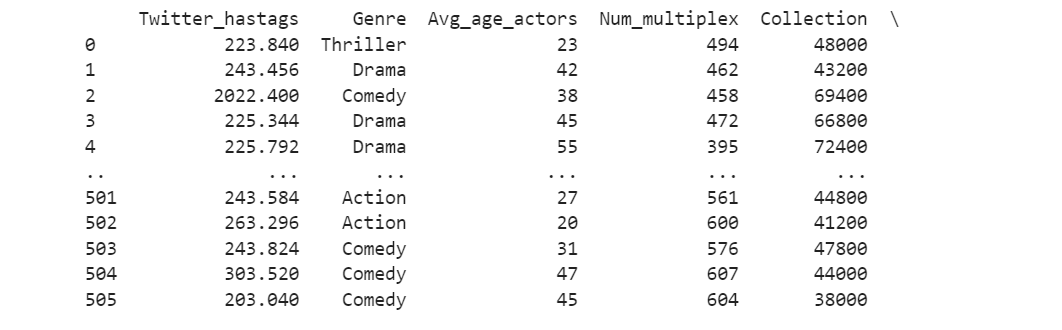 Twitter_hastags Genre Avg_age_actors Num_multiplex Collection \
0 223.840 Thriller 23 494 48000
1 243.456 Drama 42 462 43200
2 2022.400 Comedy 38 458 69400
3 225.344 Drama 45 472 66800
4 225.792 Drama 55 395 72400
.. ... ... ... ... ...
501 243.584 Action 27 561 44800
502 263.296 Action 20 600 41200
503 243.824 Comedy 31 576 47800
504 303.520 Comedy 47 607 44000
505 203.040 Comedy 45 604 38000